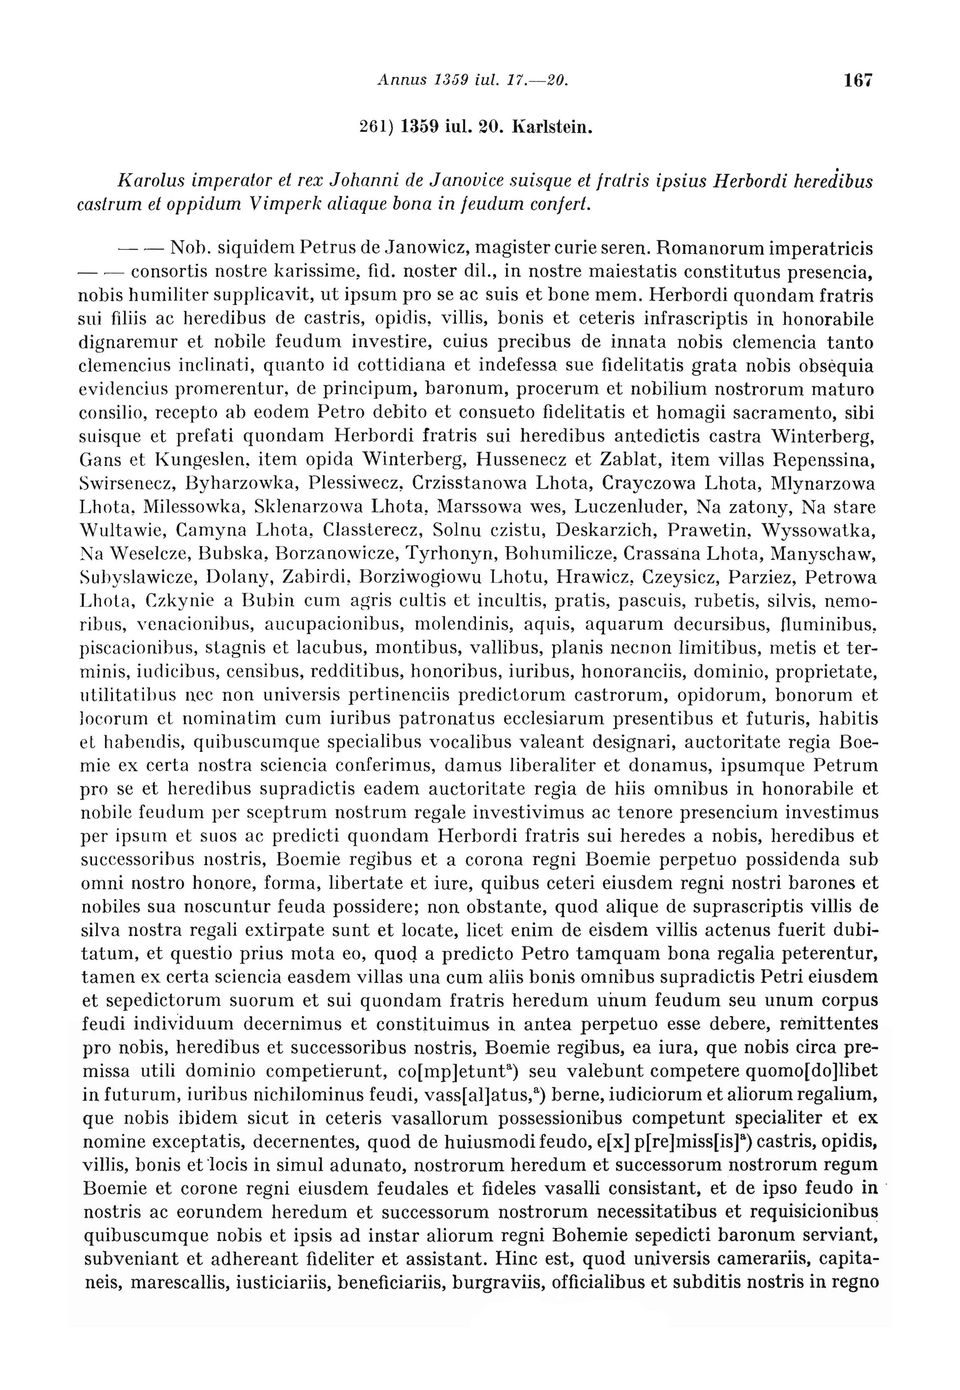 Annus 1359 iul. 17.—20. 167
261) 1359 iul. 20. Karlstein.
Karolus imperator et rex Johanni de Janovice suisque et fratris ipsius Herbordi heredibus
castrum et oppidum Vimperk aliaque bona in feudum confert.
— — Nob. siquidem Petrus de Janowicz, magister curie seren. Romanorum imperatricis
— — consortis nostre karissime, fid. noster dil., in nostre maiestatis constitutus presencia,
nobis humiliter supplicavit, ut ipsum pro se ac suis et bone mem. Herbordi quondam fratris
sui filiis ac heredibus de castris, opidis, villis, bonis et ceteris infrascriptis in honorabile
dignaremur et nobile feudum investire, cuius precibus de innata nobis clemencia tanto
clemencius inclinati, quanto id cottidiana et indefessa sue fidelitatis grata nobis obsequia
evidencius promerentur, de principum, baronum, procerum et nobilium nostrorum maturo
consilio, recepto ab eodem Petro debito et consueto fidelitatis et homagii sacramento, sibi
suisque et prefati quondam Herbordi fratris sui heredibus antedictis castra Winterberg,
Gans et Kungeslen, item opida Winterberg, Hussenecz et Zablat, item villas Repenssina,
Swirsenecz, Byharzowka, Plessiwecz, Crzisstanowa Lhota, Crayczowa Lhota, Mlynarzowa
Lhota, Milessowka, Sklenarzowa Lhota, Marssowa wes, Luczenluder, Na zatony, Na stare
Wultawie, Camyna Lhota, Classterecz, Solnu czistu, Deskarzich, Prawetin, Wyssowatka,
Na Weselcze, Bubska, Borzanowicze, Tyrhonyn, Bohumilicze, Crassana Lhota, Manyschaw,
Subyslawicze, Dolany, Zabirdi, Borziwogiowu Lhotu, Hrawicz, Czeysicz, Parziez, Petrowa
Lhota, Czkynie a Bubin cum agris cultis et incultis, pratis, pascuis, rubetis, silvis, nemo-
ribus, venacionibus, aucupacionibus, molendinis, aquis, aquarum decursibus, fluminibus,
piscacionibus, stagnis et lacubus, montibus, vallibus, planis necnon limitibus, metis et ter-
minis, iudicibus, censibus, redditibus, honoribus, iuribus, honoranciis, dominio, proprietate,
utilitatibus nec non universis pertinenciis predictorum castrorum, opidorum, bonorum et
locorum et nominatim cum iuribus patronatus ecclesiarum presentibus et futuris, habitis
et habendis, quibuscumque specialibus vocalibus valeant designari, auctoritate regia Boe-
mie ex certa nostra sciencia conferimus, damus liberaliter et donamus, ipsumque Petrum
pro se et heredibus supradictis eadem auctoritate regia de hiis omnibus in honorabile et
nobile feudum per sceptrum nostrum regale investivimus ac tenore presencium investimus
per ipsum et suos ac predicti quondam Herbordi fratris sui heredes a nobis, heredibus et
successoribus nostris, Boemie regibus et a corona regni Boemie perpetuo possidenda sub
omni nostro honore, forma, libertate et iure, quibus ceteri eiusdem regni nostri barones et
nobiles sua noscuntur feuda possidere; non obstante, quod alique de suprascriptis villis de
silva nostra regali extirpate sunt et locate, licet enim de eisdem villis actenus fuerit dubi-
tatum, et questio prius mota eo, quod a predicto Petro tamquam bona regalia peterentur,
tamen ex certa sciencia easdem villas una cum aliis bonis omnibus supradictis Petri eiusdem
et sepedictorum suorum et sui quondam fratris heredum unum feudum seu unum corpus
feudi individuum decernimus et constituimus in antea perpetuo esse debere, remittentes
pro nobis, heredibus et successoribus nostris, Boemie regibus, ea iura, que nobis circa pre-
missa utili dominio competierunt, co[mp]etunt<sup>a</sup>) seu valebunt competere quomo[do]libet
in futurum, iuribus nichilominus feudi, vass[al]atus,<sup>a</sup>) berne, iudiciorum et aliorum regalium,
que nobis ibidem sicut in ceteris vasallorum possessionibus competunt specialiter et ex
nomine exceptatis, decernentes, quod de huiusmodi feudo, e[x] p[re]miss[is]<sup>a</sup>) castris, opidis,
villis, bonis et locis in simul adunato, nostrorum heredum et successorum nostrorum regum
Boemie et corone regni eiusdem feudales et fideles vasalli consistant, et de ipso feudo in
nostris ac eorundem heredum et successorum nostrorum necessitatibus et requisicionibus
quibuscumque nobis et ipsis ad instar aliorum regni Bohemie sepedicti baronum serviant,
subveniant et adhereant fideliter et assistant. Hinc est, quod universis camerariis, capita-
neis, marescallis, iusticiariis, beneficiariis, burgraviis, officialibus et subditis nostris in regno